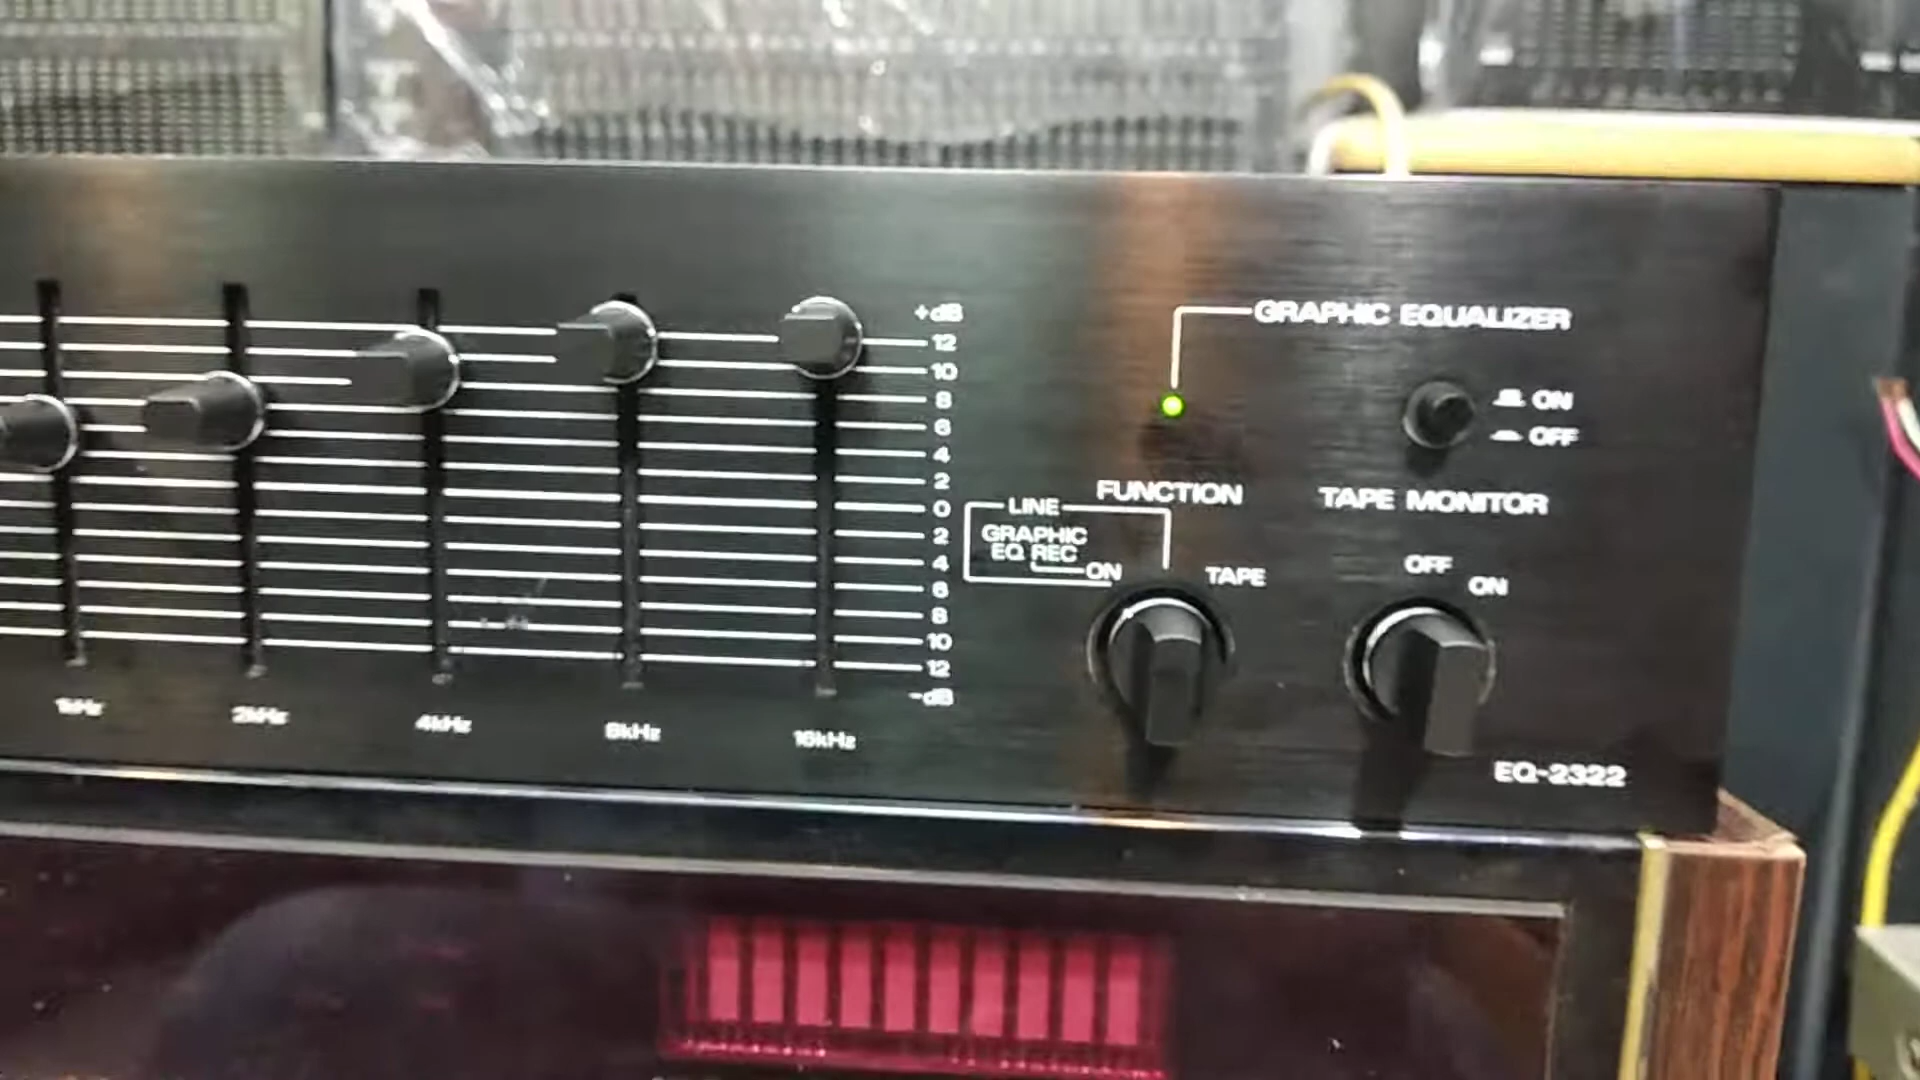 +dB
12
10
8
6
4
2
0
2
4
6
8
10
12
-dB
1kHz 2kHz 4kHz 8kHz 16kHz
GRAPHIC EQUALIZER
ON
OFF
FUNCTION
LINE
GRAPHIC
EQ REC
ON
TAPE
TAPE MONITOR
OFF
ON
EQ-2322